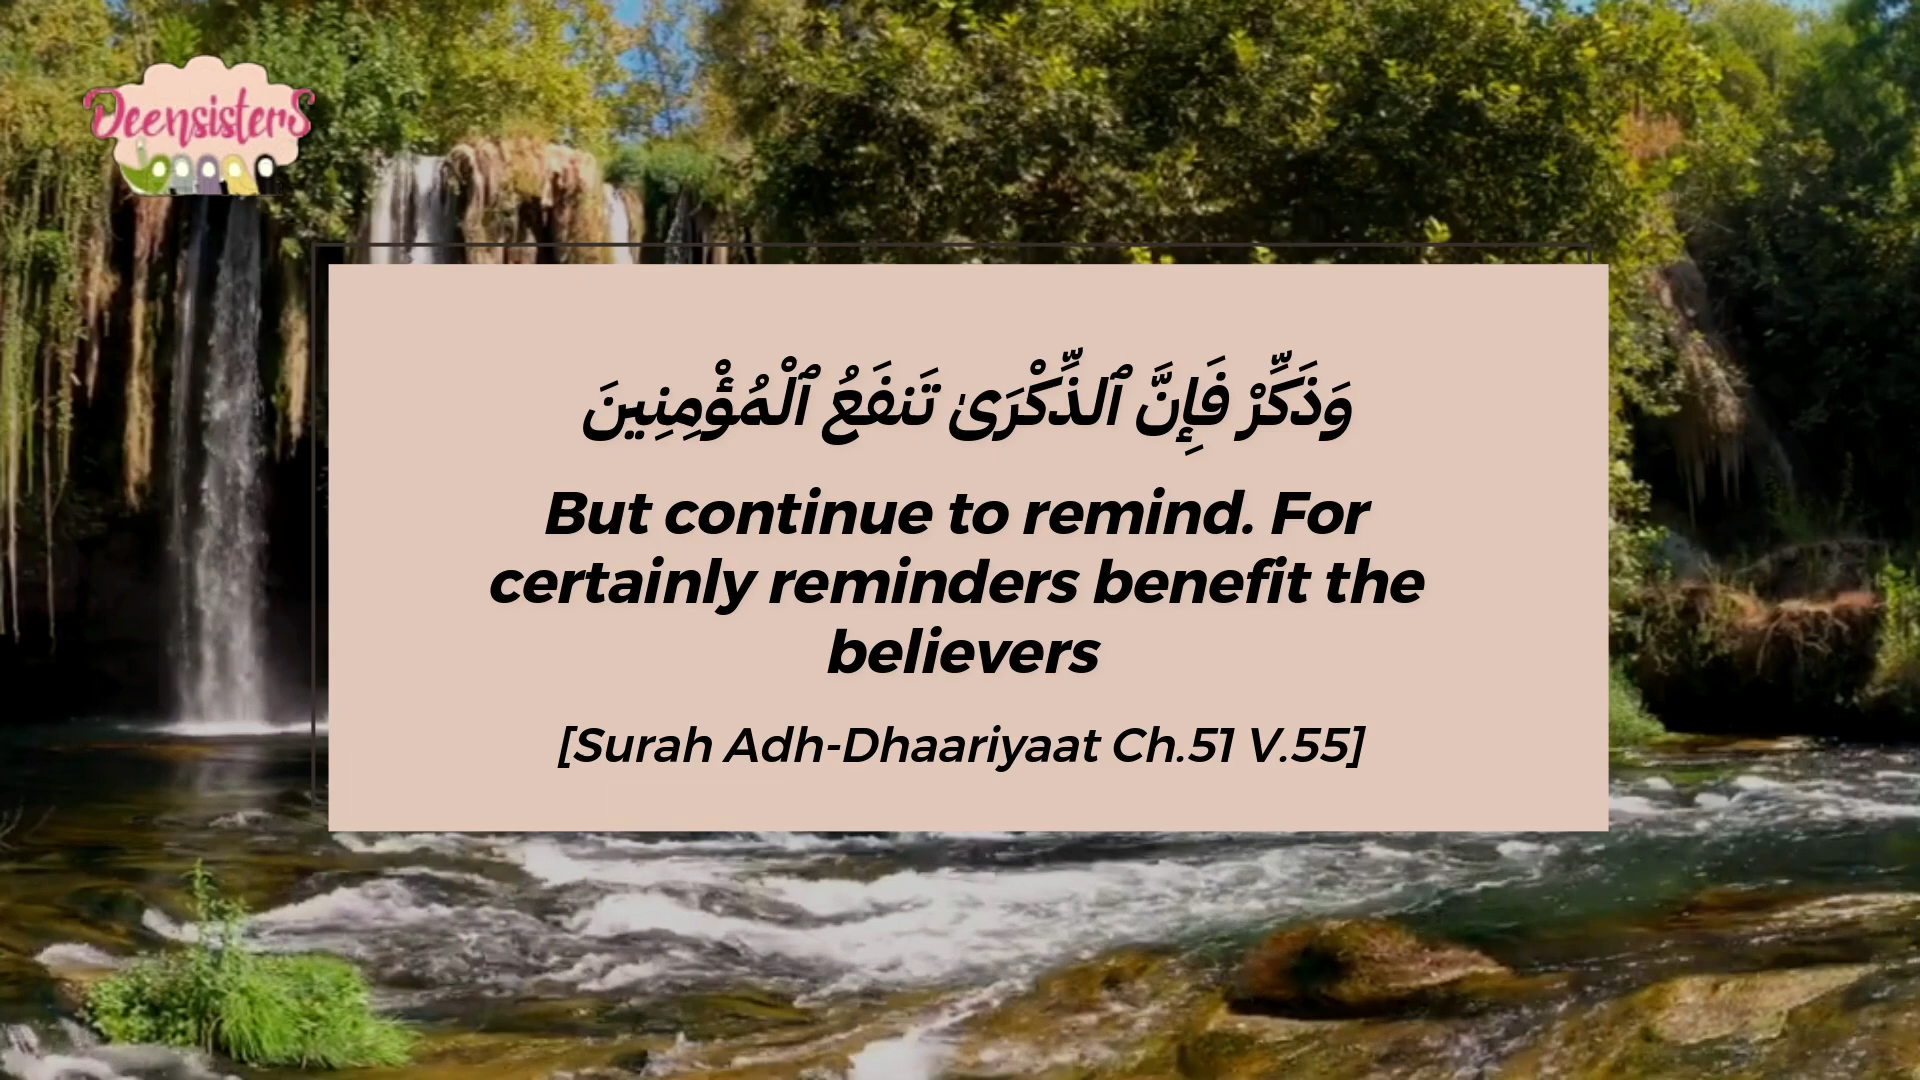 DeensisterS
وَذَكِّرْ فَإِنَّ ٱلذِّكْرَىٰ تَنفَعُ ٱلْمُؤْمِنِينَ
But continue to remind. For
certainly reminders benefit the
believers
[Surah Adh-Dhaariyaat Ch.51 V.55]